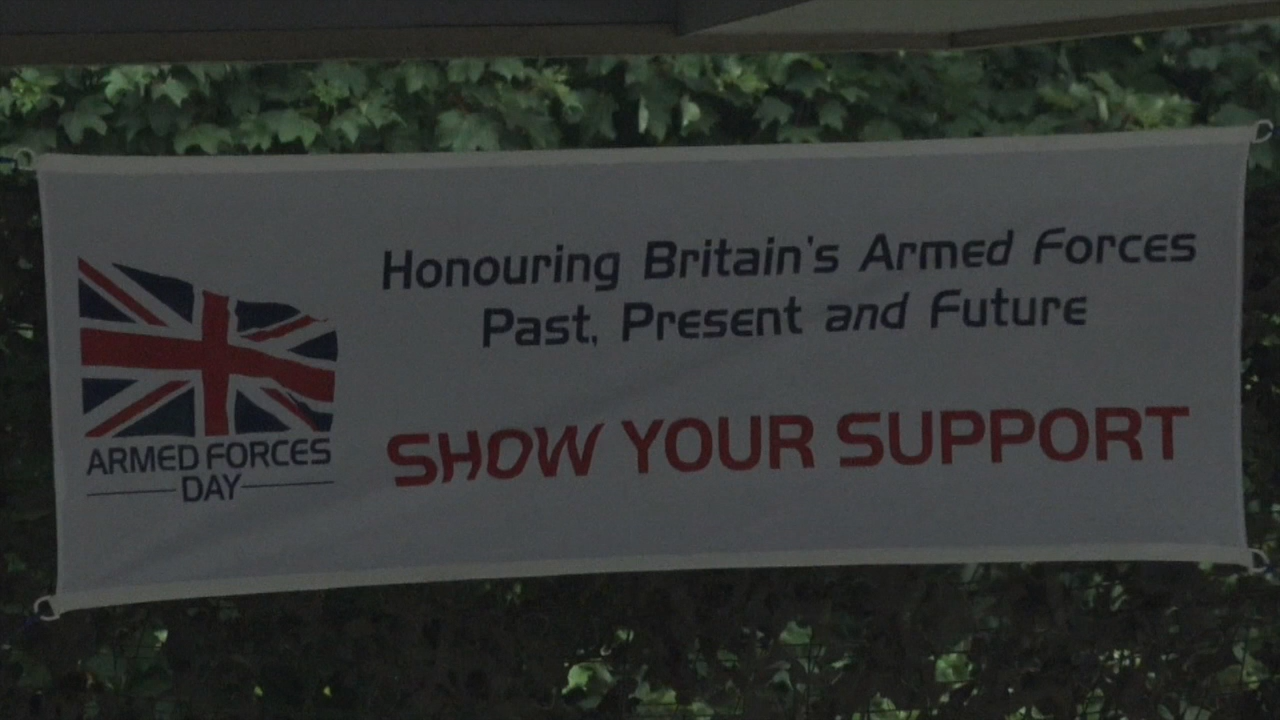 Honouring Britain's Armed Forces
Past, Present and Future
SHOW YOUR SUPPORT
ARMED FORCES
DAY